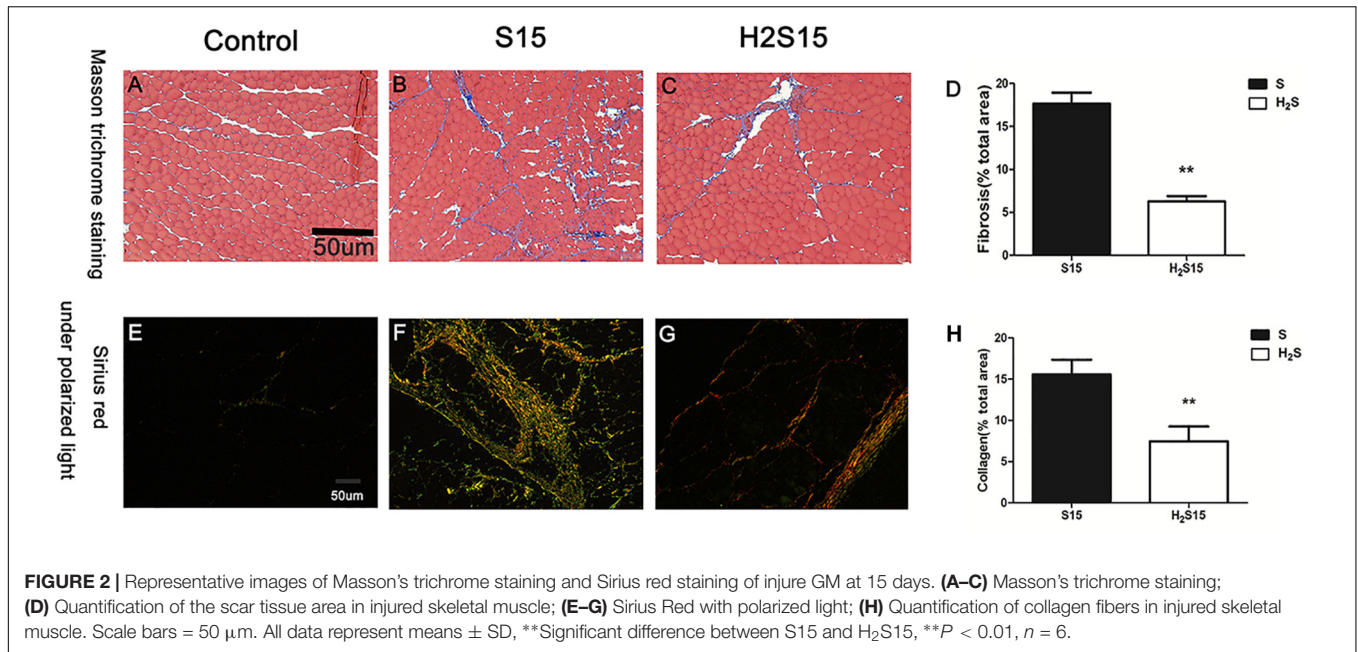 Control S15 H2S15
Masson trichrome staining
A
50um
B
C
D
Fibrosis(% total area)
20
15
10
5
0
S15 H₂S15
**
S
H₂S
Sirius red
under polarized light
E
50um
F
G
H
Collagen(% total area)
20
15
10
5
0
S15 H₂S15
**
S
H₂S
FIGURE 2 | Representative images of Masson's trichrome staining and Sirius red staining of injure GM at 15 days. (A–C) Masson's trichrome staining;
(D) Quantification of the scar tissue area in injured skeletal muscle; (E–G) Sirius Red with polarized light; (H) Quantification of collagen fibers in injured skeletal
muscle. Scale bars = 50 μm. All data represent means ± SD, **Significant difference between S15 and H₂S15, **P < 0.01, n = 6.